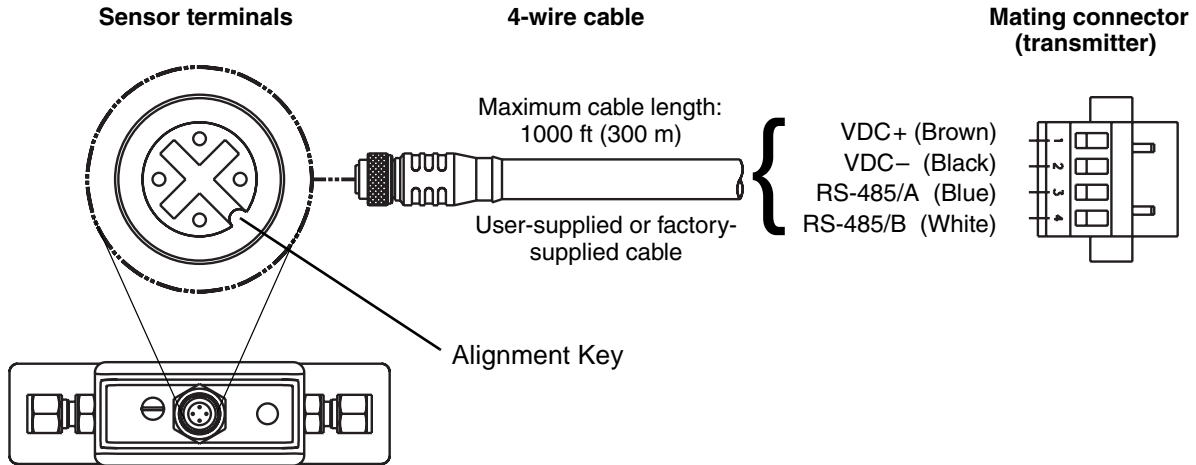 Sensor terminals
4-wire cable
Mating connector
(transmitter)
Maximum cable length:
1000 ft (300 m)
User-supplied or factory-
supplied cable
VDC+ (Brown)
VDC– (Black)
RS-485/A (Blue)
RS-485/B (White)
1
2
3
4
Alignment Key